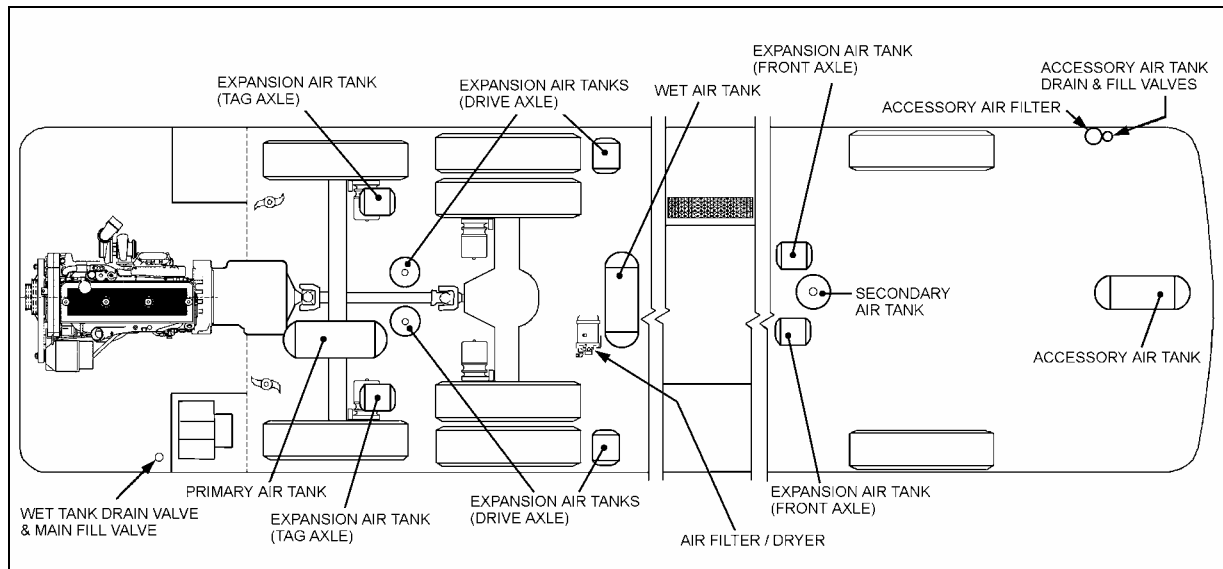 EXPANSION AIR TANK
(FRONT AXLE)
ACCESSORY AIR TANK
DRAIN & FILL VALVES
EXPANSION AIR TANK
(TAG AXLE)
EXPANSION AIR TANKS
(DRIVE AXLE)
WET AIR TANK
ACCESSORY AIR FILTER
SECONDARY
AIR TANK
ACCESSORY AIR TANK
PRIMARY AIR TANK
EXPANSION AIR TANKS
(DRIVE AXLE)
EXPANSION AIR TANK
(FRONT AXLE)
WET TANK DRAIN VALVE
& MAIN FILL VALVE
EXPANSION AIR TANK
(TAG AXLE)
AIR FILTER / DRYER